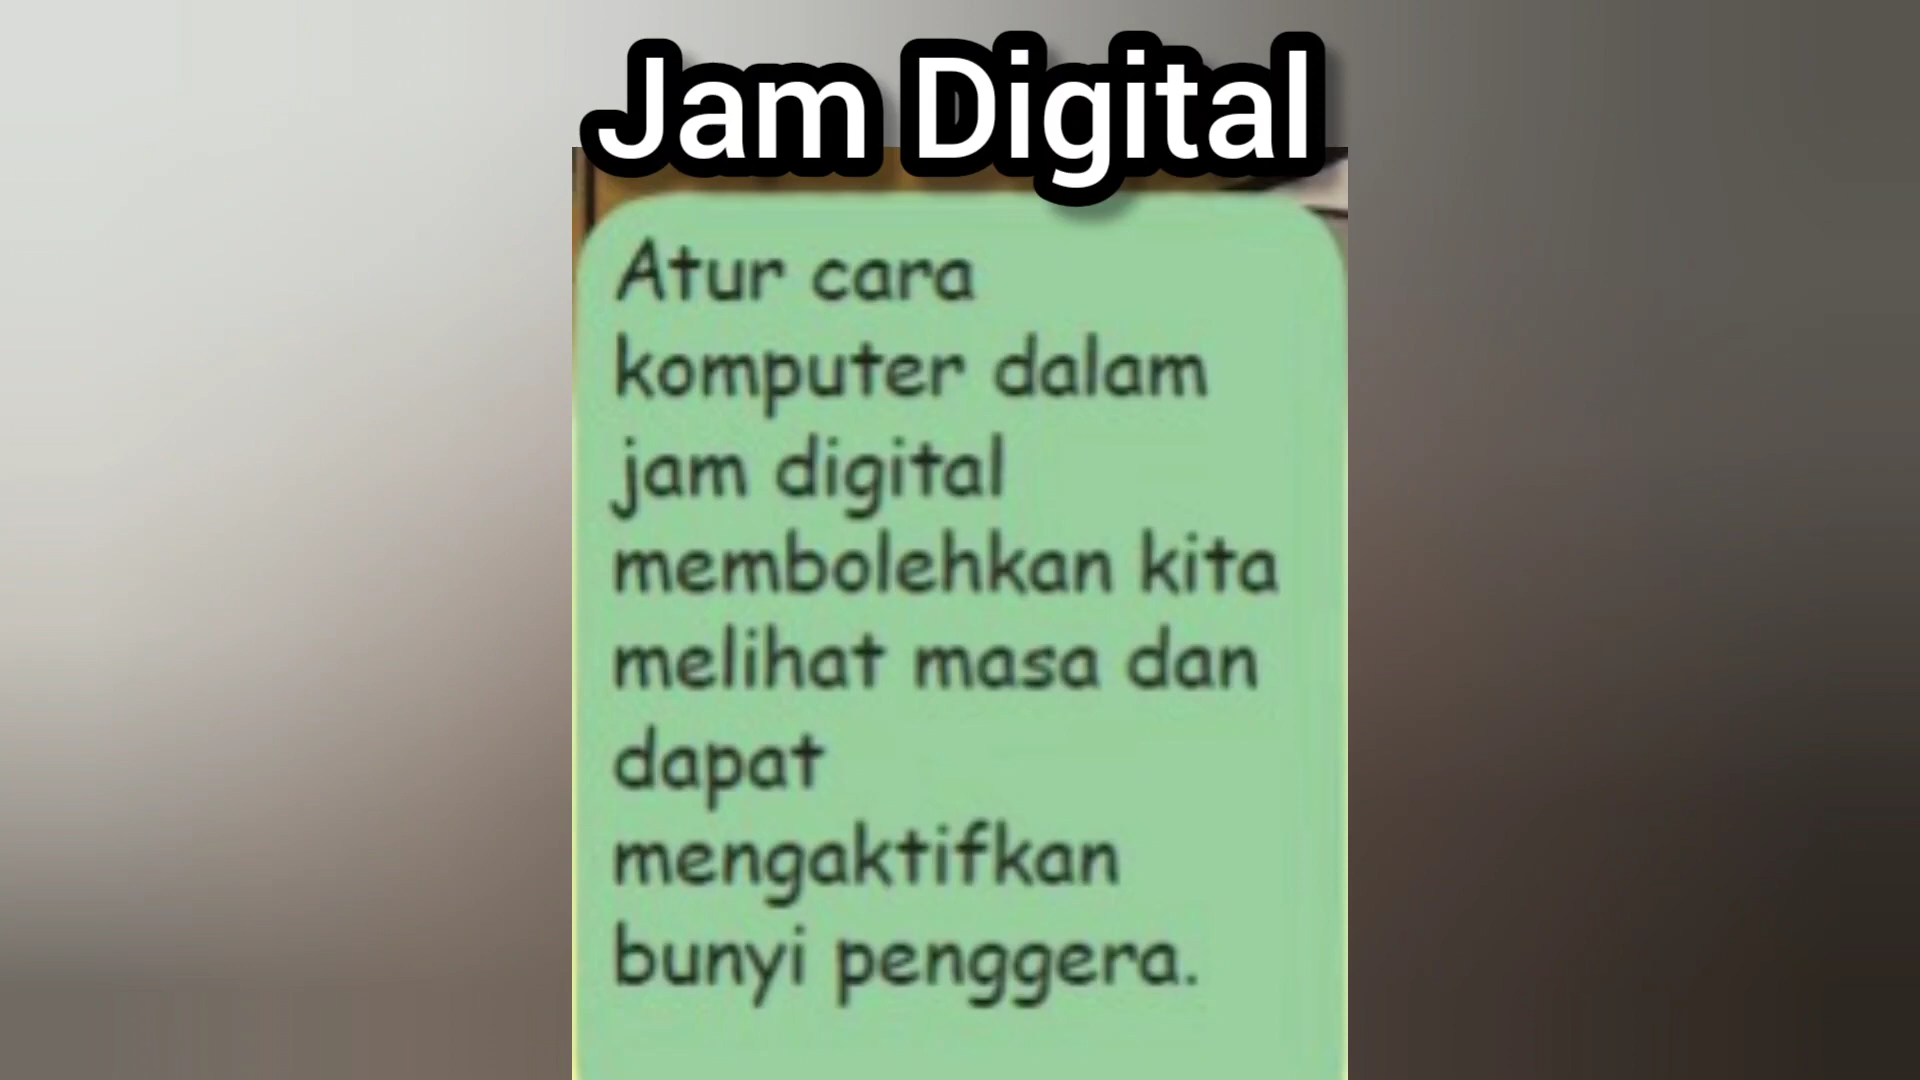 Jam Digital
Atur cara
komputer dalam
jam digital
membolehkan kita
melihat masa dan
dapat
mengaktifkan
bunyi penggera.